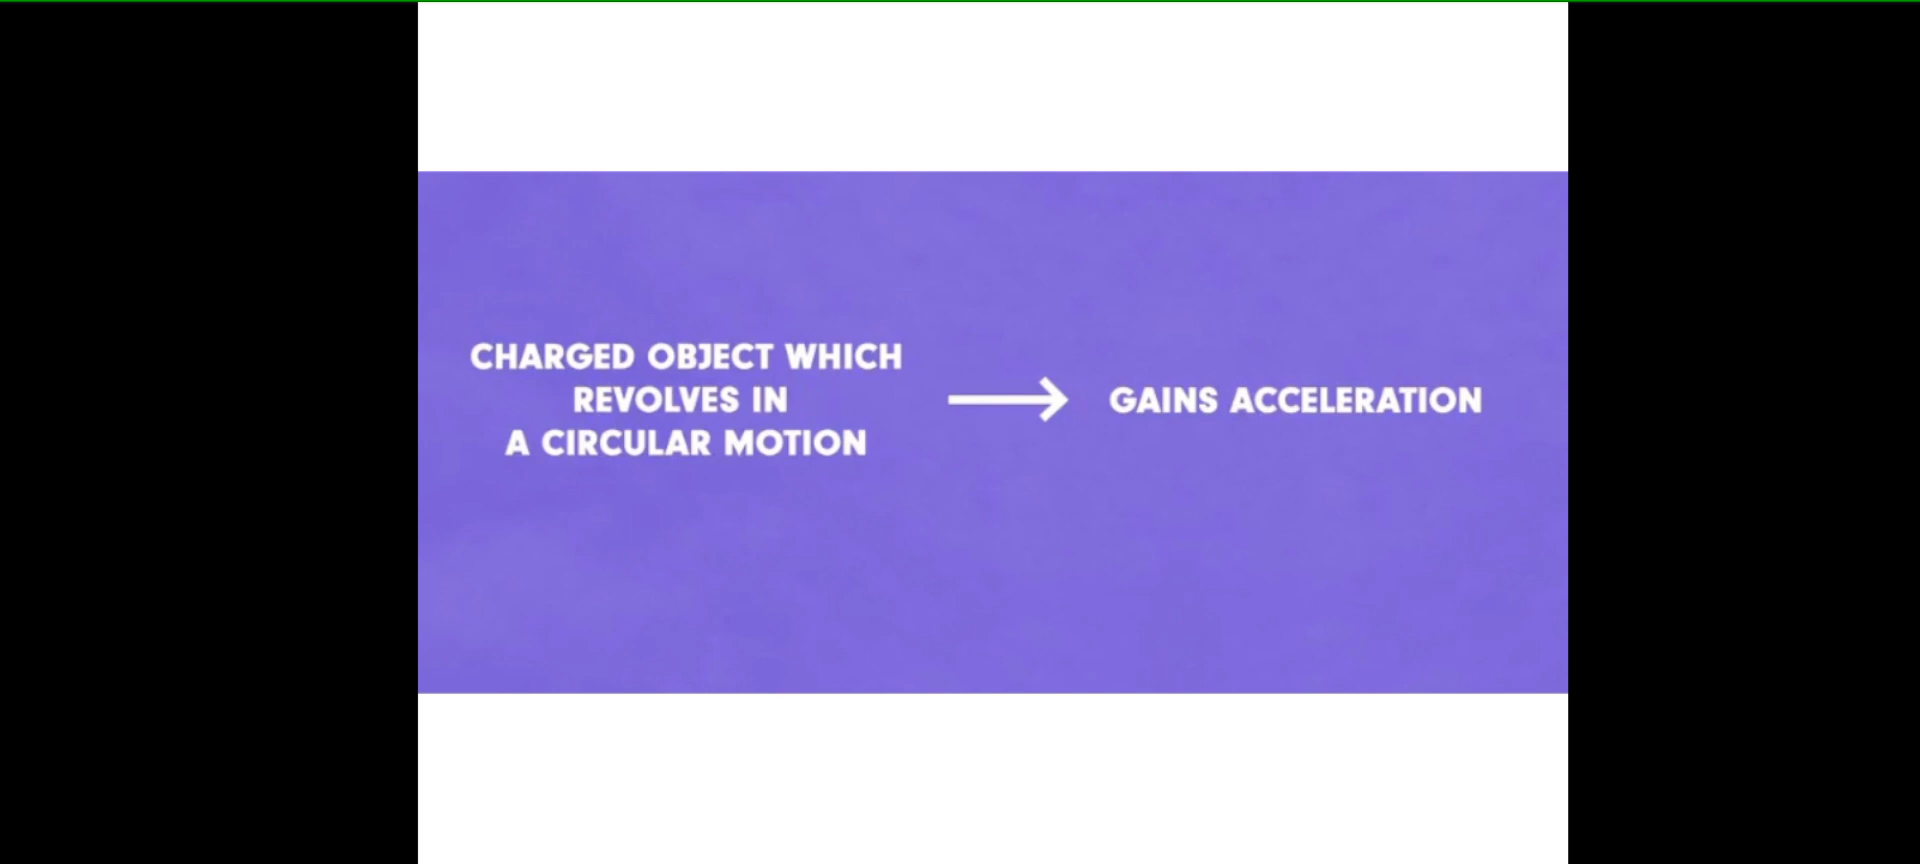 CHARGED OBJECT WHICH
REVOLVES IN
A CIRCULAR MOTION
GAINS ACCELERATION